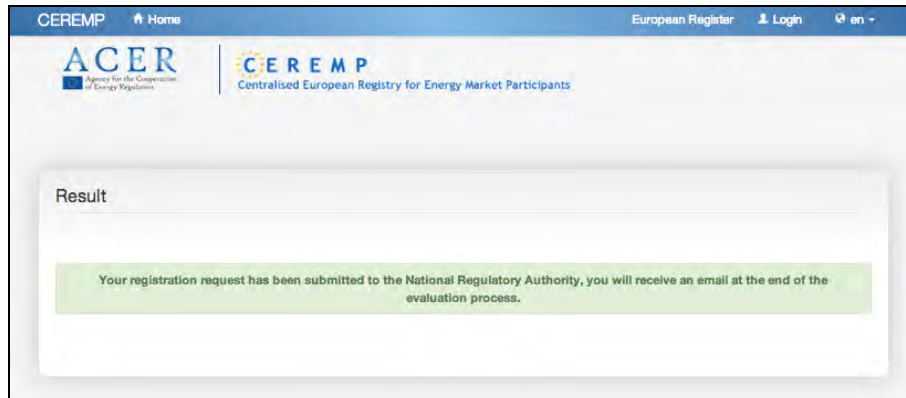 CEREMP Home European Register Login en
ACER
Agency for the Cooperation
of Energy Regulators
CEREMP
Centralised European Registry for Energy Market Participants
Result
Your registration request has been submitted to the National Regulatory Authority, you will receive an email at the end of the
evaluation process.